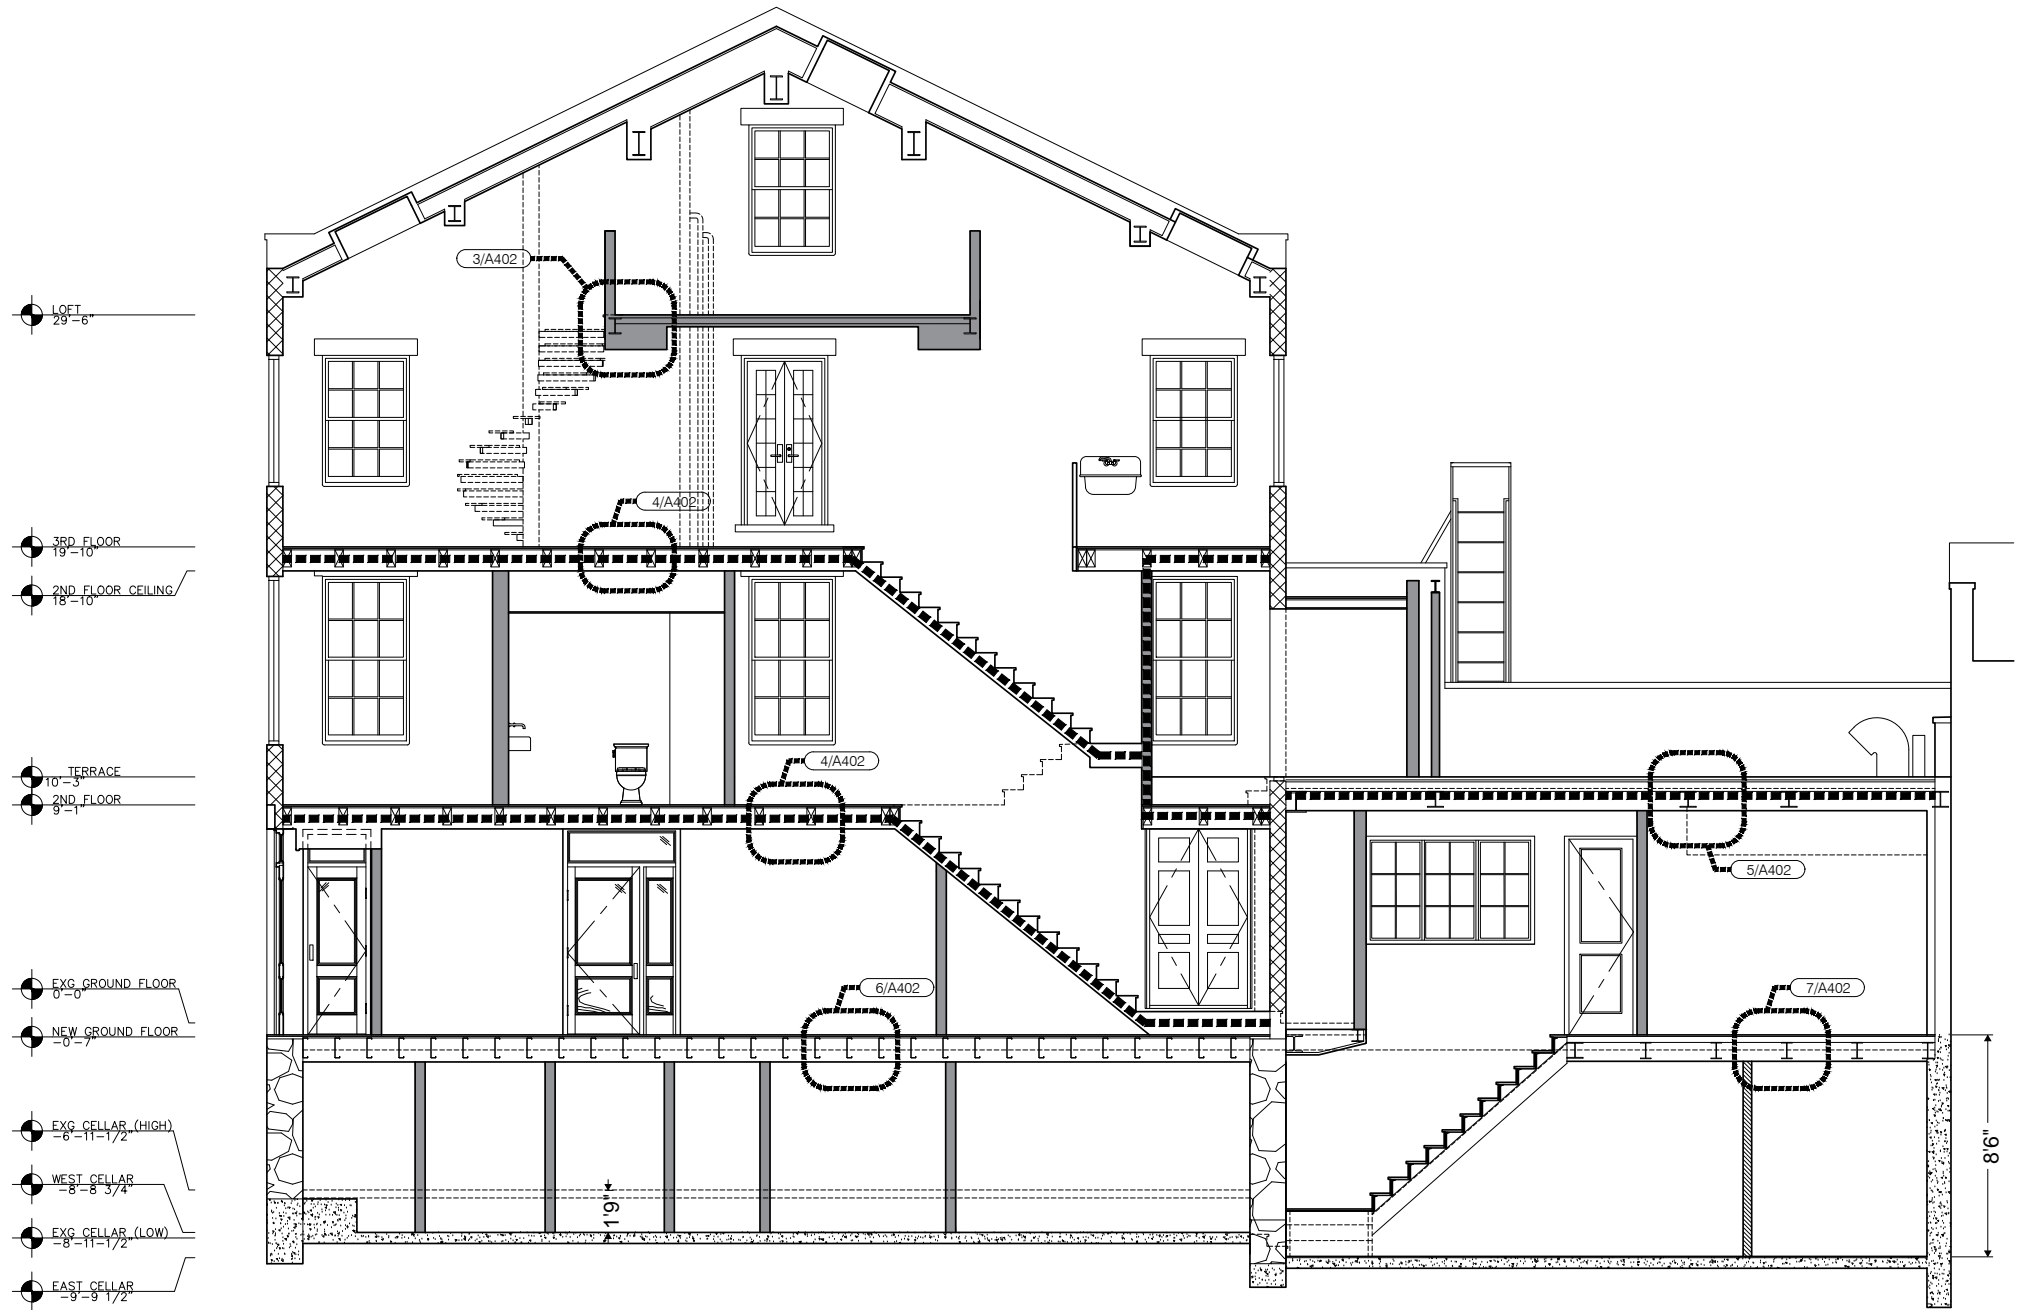 3/A402
LOFT
29'-6"
4/A402
3RD FLOOR
19'-10"
2ND FLOOR CEILING
18'-10"
4/A402
TERRACE
10'-3"
2ND FLOOR
9'-1"
5/A402
EXG GROUND FLOOR
0'-0"
6/A402
7/A402
NEW GROUND FLOOR
-0'-7"
EXG CELLAR (HIGH)
-6'-11-1/2"
8'6"
WEST CELLAR
-8'-8 3/4"
1'9"
EXG CELLAR (LOW)
-8'-11-1/2"
EAST CELLAR
-9'-9 1/2"